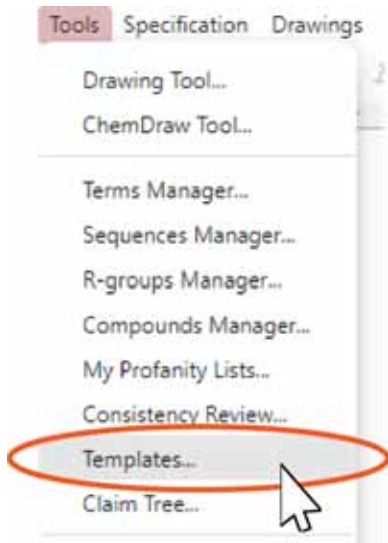 Tools Specification Drawings
Drawing Tool...
ChemDraw Tool...
Terms Manager...
Sequences Manager...
R-groups Manager...
Compounds Manager...
My Profanity Lists...
Consistency Review...
Templates...
Claim Tree...